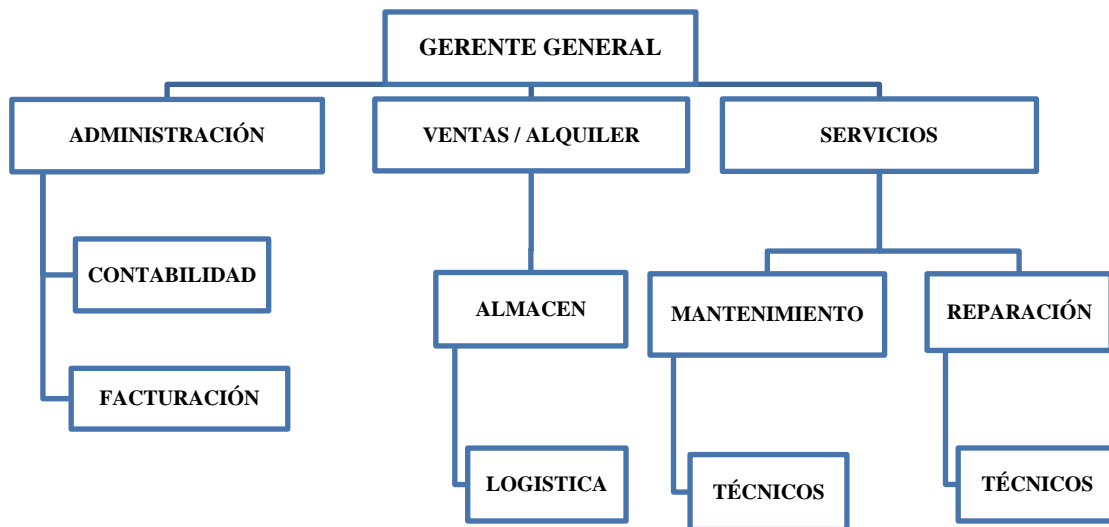 GERENTE GENERAL
ADMINISTRACIÓN
VENTAS / ALQUILER
SERVICIOS
CONTABILIDAD
ALMACEN
MANTENIMIENTO
REPARACIÓN
FACTURACIÓN
LOGISTICA
TÉCNICOS
TÉCNICOS